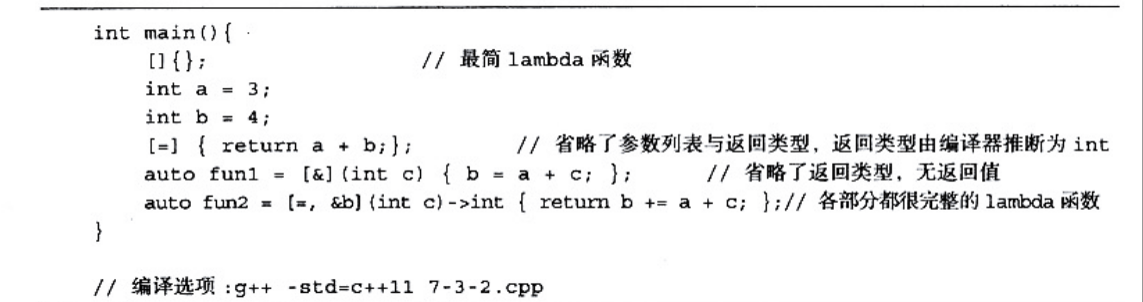 int main(){
[]{}; // 最简 lambda 函数
int a = 3;
int b = 4;
[=] { return a + b;}; // 省略了参数列表与返回类型，返回类型由编译器推断为 int
auto fun1 = [&](int c) { b = a + c; }; // 省略了返回类型，无返回值
auto fun2 = [=, &b](int c)->int { return b += a + c; };// 各部分都很完整的 lambda 函数
}
// 编译选项 :g++ -std=c++11 7-3-2.cpp